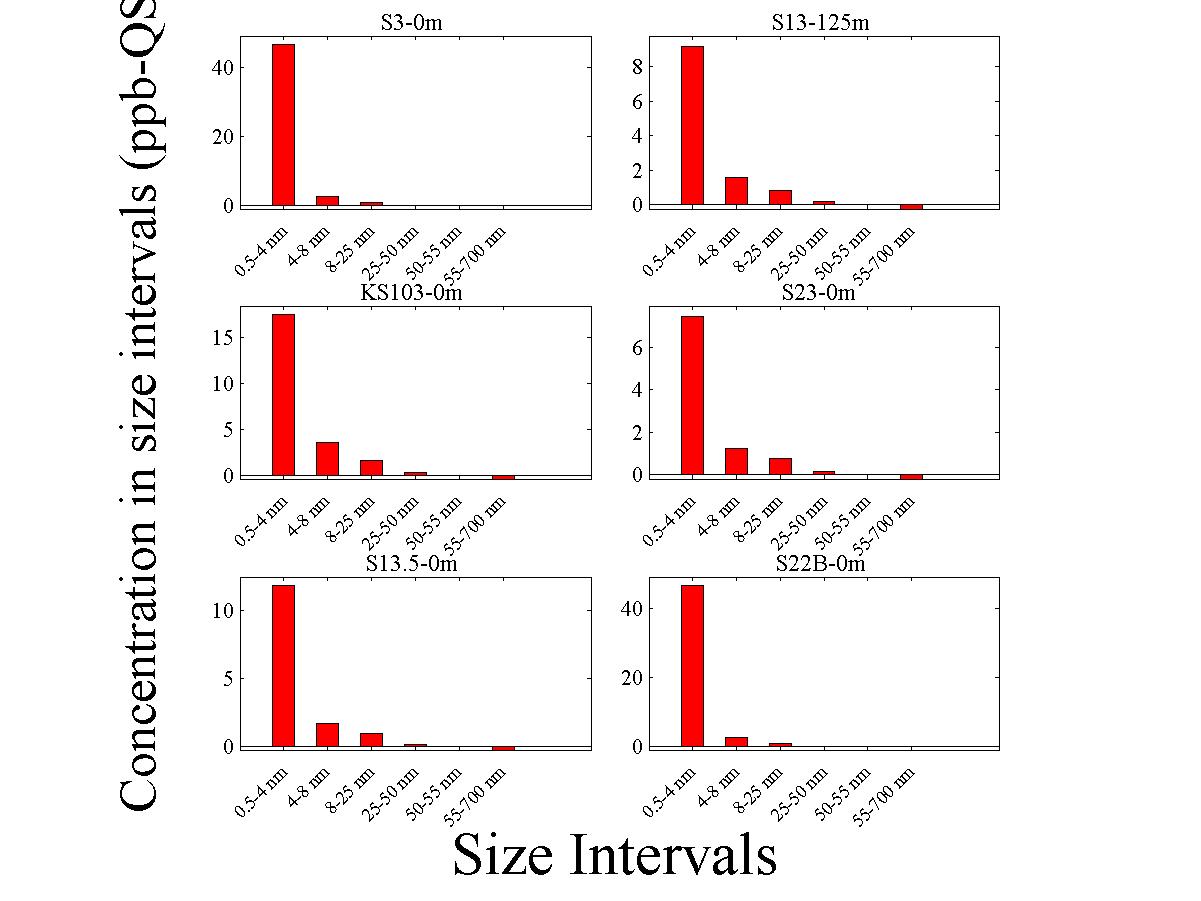 Concentration in size intervals (ppb-QS
S3-0m
40
20
0
0.5-4 nm
4-8 nm
8-25 nm
25-50 nm
50-55 nm
55-700 nm
S13-125m
8
6
4
2
0
0.5-4 nm
4-8 nm
8-25 nm
25-50 nm
50-55 nm
55-700 nm
KS103-0m
15
10
5
0
0.5-4 nm
4-8 nm
8-25 nm
25-50 nm
50-55 nm
55-700 nm
S23-0m
6
4
2
0
0.5-4 nm
4-8 nm
8-25 nm
25-50 nm
50-55 nm
55-700 nm
S13.5-0m
10
5
0
0.5-4 nm
4-8 nm
8-25 nm
25-50 nm
50-55 nm
55-700 nm
S22B-0m
40
20
0
0.5-4 nm
4-8 nm
8-25 nm
25-50 nm
50-55 nm
55-700 nm
Size Intervals